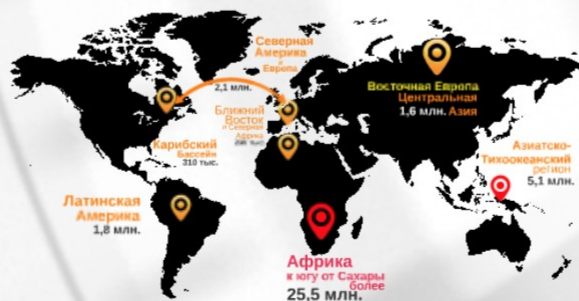 Северная
Америка
и
Европа
2,1 млн.
Восточная Европа
Центральная
1,6 млн. Азия
Ближний
Восток
и Северная
Африка
тыс.
Карибский
Бассейн
310 тыс.
Азиатско-
Тихоокеанский
регион
5,1 млн.
Латинская
Америка
1,8 млн.
Африка
к югу от Сахары
более
25,5 млн.